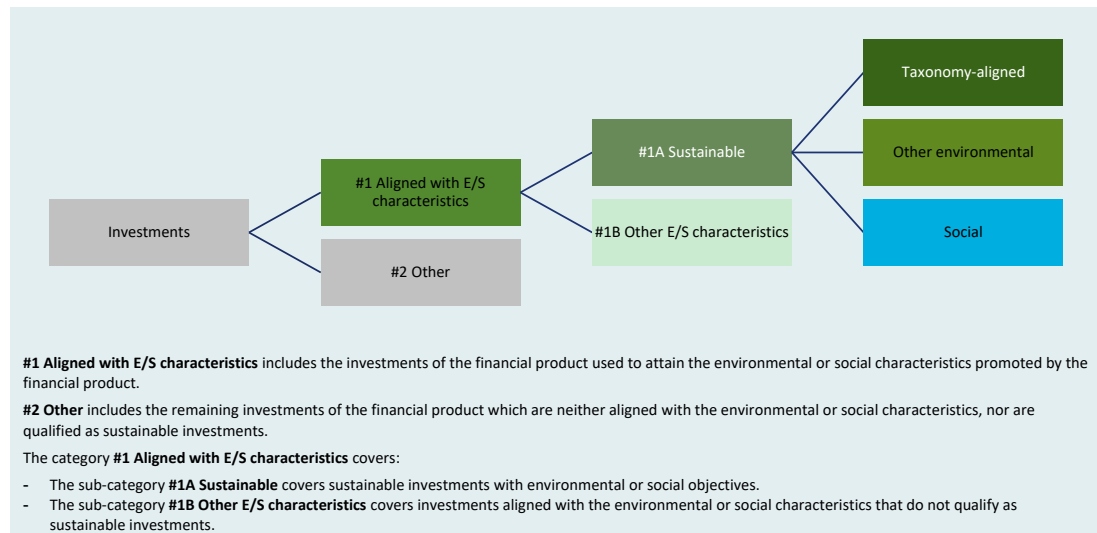 Taxonomy-aligned
#1A Sustainable
Other environmental
#1 Aligned with E/S
characteristics
Investments
#1B Other E/S characteristics
Social
#2 Other
#1 Aligned with E/S characteristics includes the investments of the financial product used to attain the environmental or social characteristics promoted by the
financial product.
#2 Other includes the remaining investments of the financial product which are neither aligned with the environmental or social characteristics, nor are
qualified as sustainable investments.
The category #1 Aligned with E/S characteristics covers:
- The sub-category #1A Sustainable covers sustainable investments with environmental or social objectives.
- The sub-category #1B Other E/S characteristics covers investments aligned with the environmental or social characteristics that do not qualify as
sustainable investments.